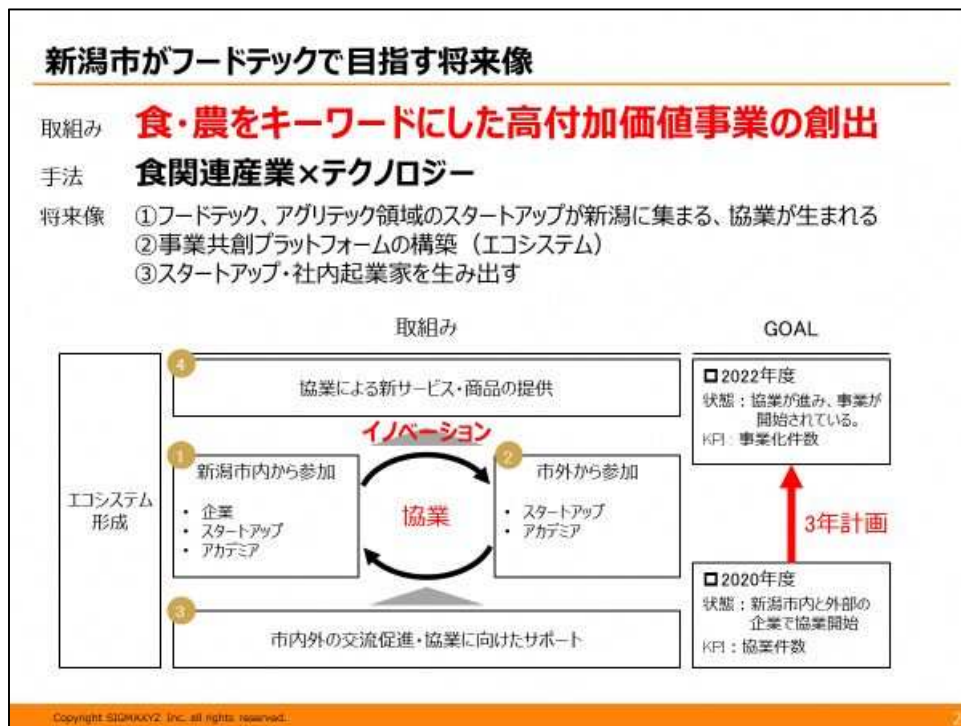 新潟市がフードテックで目指す将来像
取組み 食・農をキーワードにした高付加価値事業の創出
手法 食関連産業×テクノロジー
将来像 ①フードテック、アグリテック領域のスタートアップが新潟に集まる、協業が生まれる
②事業共創プラットフォームの構築（エコシステム）
③スタートアップ・社内起業家を生み出す
取組み
GOAL
エコシステム
形成
4
協業による新サービス・商品の提供
イノベーション
1
新潟市内から参加
• 企業
• スタートアップ
• アカデミア
協業
2
市外から参加
• スタートアップ
• アカデミア
3
市内外の交流促進・協業に向けたサポート
2022年度
状態：協業が進み、事業が
開始されている。
KPI：事業化件数
3年計画
2020年度
状態：新潟市内と外部の
企業で協業開始
KPI：協業件数
Copyright SIGMAXYZ Inc. all rights reserved.